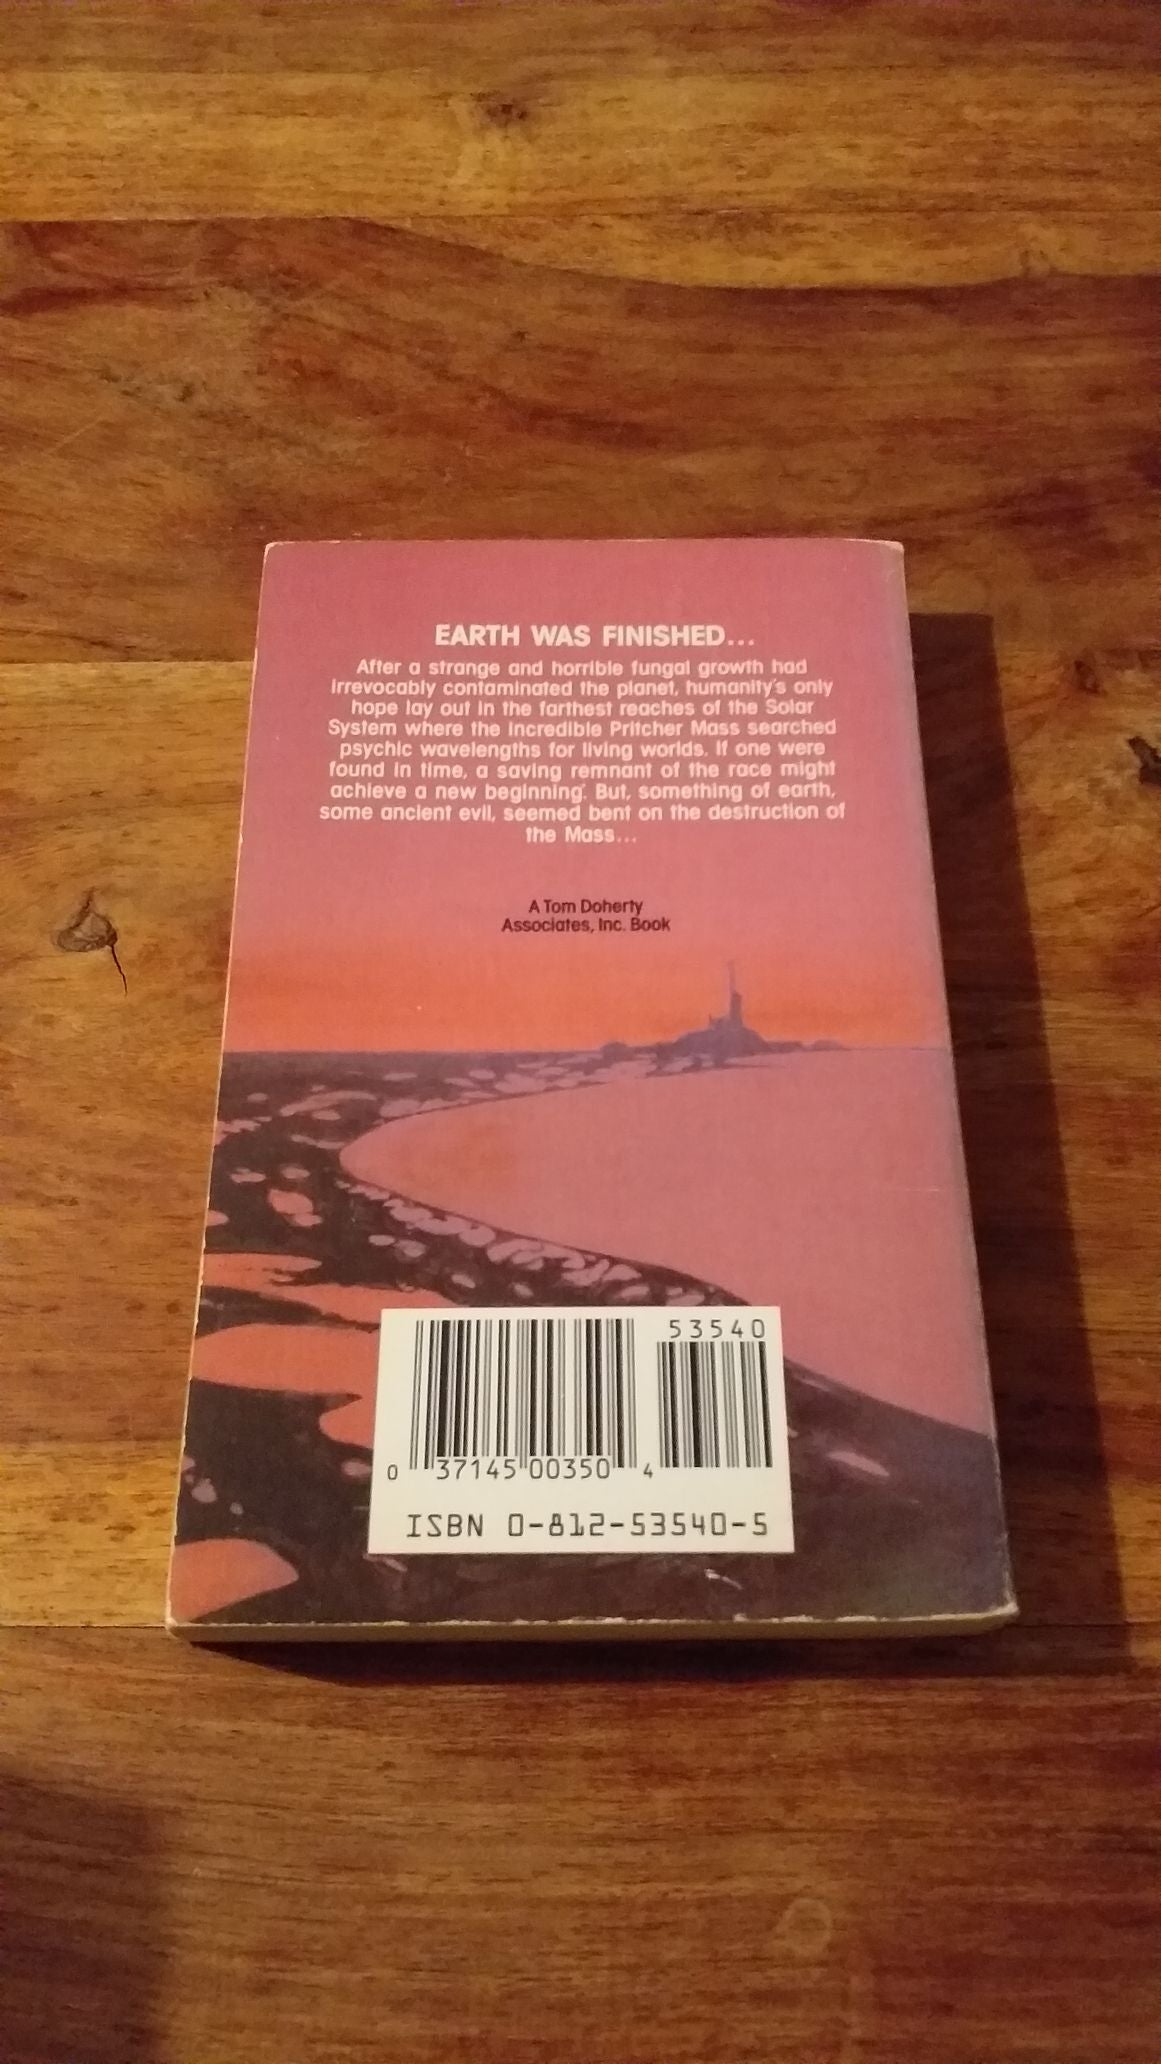 EARTH WAS FINISHED...
After a strange and horrible fungal growth had
irrevocably contaminated the planet, humanity's only
hope lay out in the farthest reaches of the Solar
System where the incredible Pritcher Mass searched
psychic wavelengths for living worlds. If one were
found in time, a saving remnant of the race might
achieve a new beginning. But, something of earth,
some ancient evil, seemed bent on the destruction of
the Mass...
A Tom Doherty
Associates, Inc. Book
53540
0 37145 00350 4
ISBN 0-812-53540-5